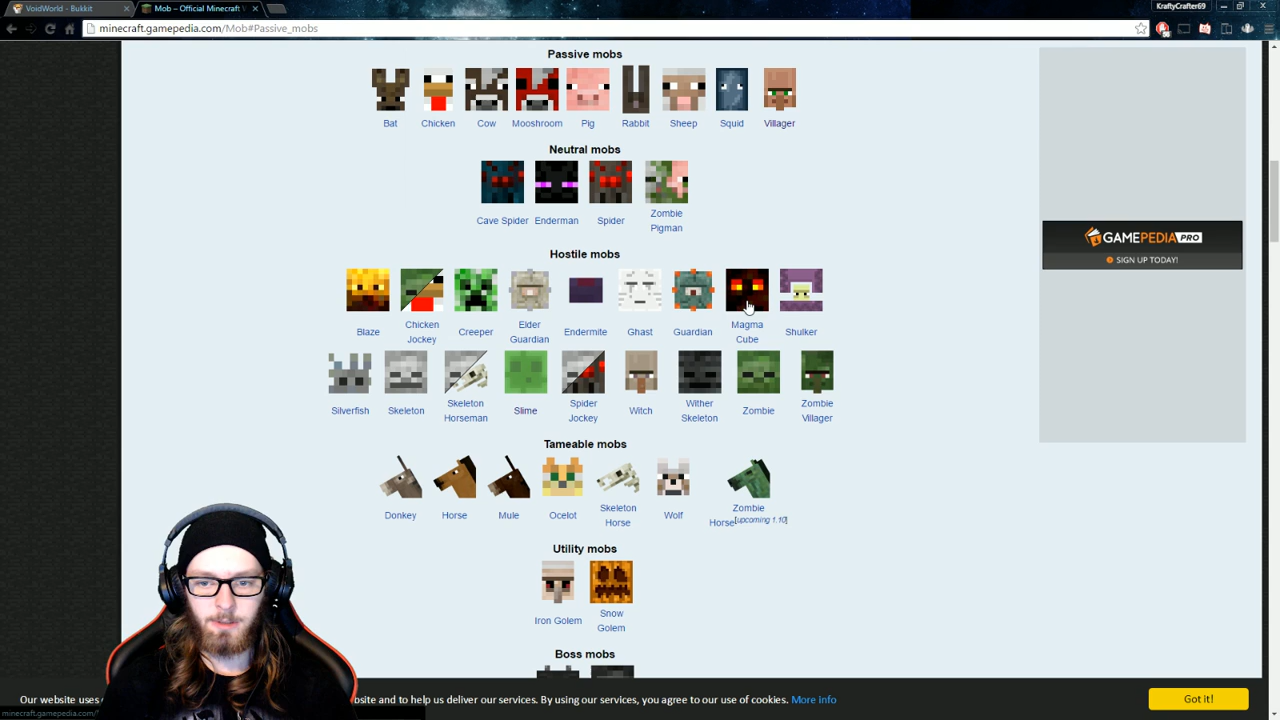 VoidWorld - Bukkit
Mob – Official Minecraft
KraftyCrafter69
minecraft.gamepedia.com/Mob#Passive_mobs
Passive mobs
Bat Chicken Cow Mooshroom Pig Rabbit Sheep Squid Villager
Neutral mobs
Cave Spider Enderman Spider Zombie Pigman
GAMEPEDIA PRO
SIGN UP TODAY!
Hostile mobs
Blaze Chicken Jockey Creeper Elder Guardian Endermite Ghast Guardian Magma Cube Shulker
Silverfish Skeleton Skeleton Horseman Slime Spider Jockey Witch Wither Skeleton Zombie Zombie Villager
Tameable mobs
Donkey Horse Mule Ocelot Skeleton Horse Wolf Zombie Horse[upcoming 1.10]
Utility mobs
Iron Golem Snow Golem
Boss mobs
Our website uses bsite and to help us deliver our services. By using our services, you agree to our use of cookies. More info
Got it!
minecraft.gamepedia.com/